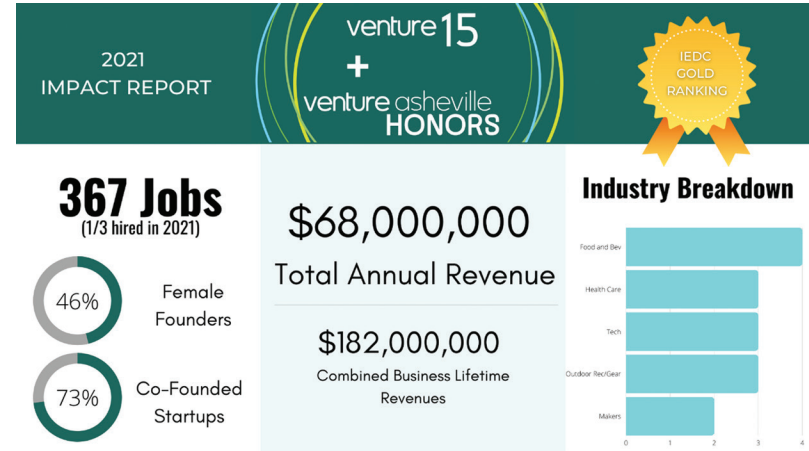 2021
IMPACT REPORT
venture 15
+
venture asheville
HONORS
IEDC
GOLD
RANKING
367 Jobs
(1/3 hired in 2021)
46%
Female
Founders
73%
Co-Founded
Startups
$68,000,000
Total Annual Revenue
$182,000,000
Combined Business Lifetime
Revenues
Industry Breakdown
Food and Bev
Health Care
Tech
Outdoor Rec/Gear
Makers
0 1 2 3 4